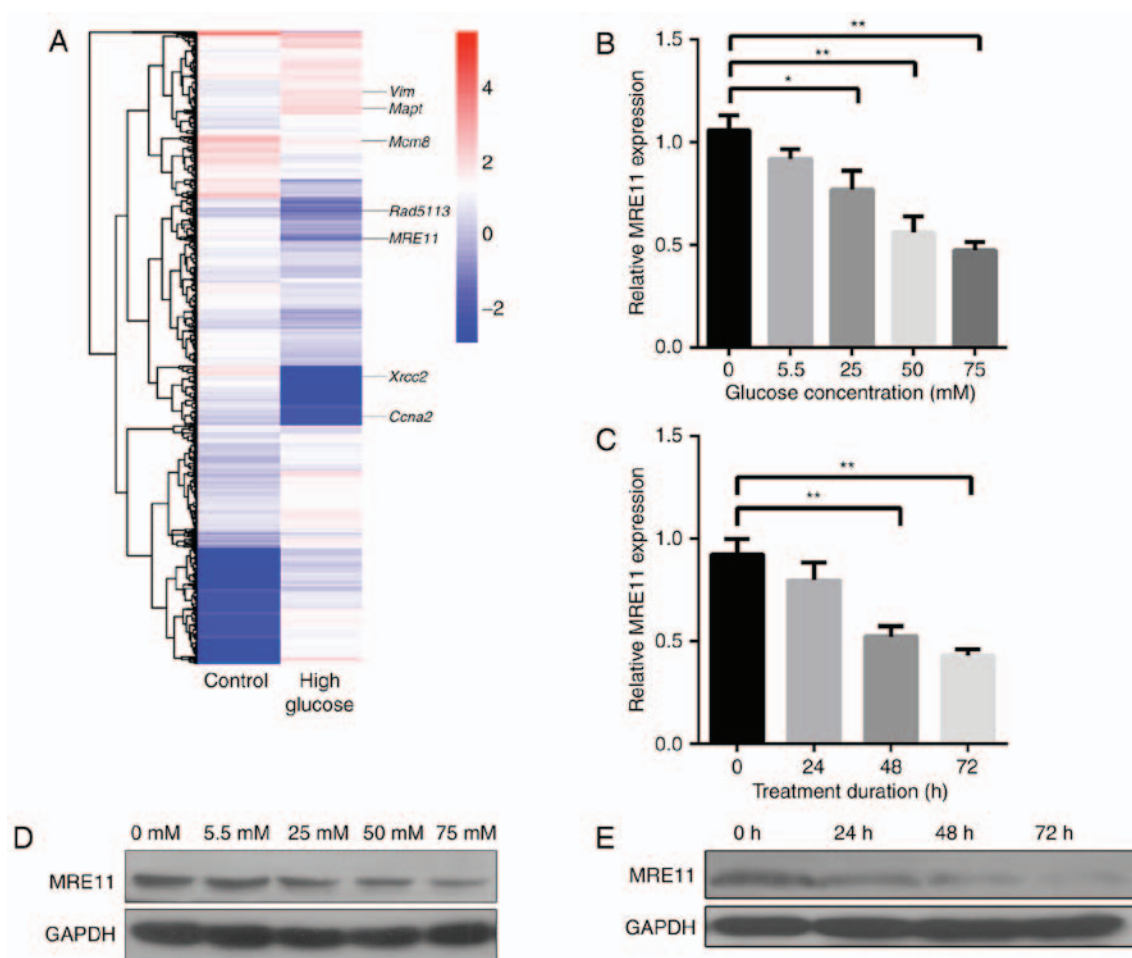 A
Vim
Mapt
Mcm8
Rad5113
MRE11
Xrcc2
Ccna2
4
2
0
−2
Control
High
glucose
B
Relative MRE11 expression
1.5
1.0
0.5
0.0
**
**
*
0 5.5 25 50 75
Glucose concentration (mM)
C
Relative MRE11 expression
1.5
1.0
0.5
0.0
**
**
0 24 48 72
Treatment duration (h)
D
0 mM 5.5 mM 25 mM 50 mM 75 mM
MRE11
GAPDH
E
0 h 24 h 48 h 72 h
MRE11
GAPDH